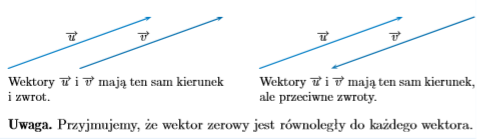 u⃗ v⃗ u⃗ v⃗
Wektory u⃗ i v⃗ mają ten sam kierunek
i zwrot.
Wektory u⃗ i v⃗ mają ten sam kierunek,
ale przeciwne zwroty.
Uwaga. Przyjmujemy, że wektor zerowy jest równoległy do każdego wektora.